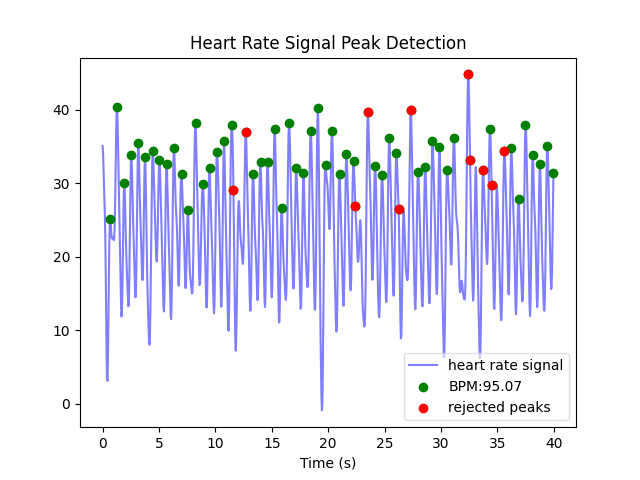 Heart Rate Signal Peak Detection
40
30
20
10
0
heart rate signal
BPM:95.07
rejected peaks
0 5 10 15 20 25 30 35 40
Time (s)